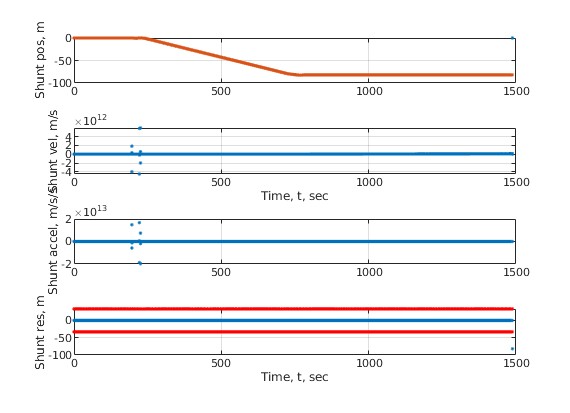 Shunt pos, m
0
-50
-100
0 500 1000 1500
×10¹²
Shunt vel, m/s
4
2
0
-2
-4
0 500 1000 1500
Time, t, sec
×10¹³
Shunt accel, m/s/s
2
0
-2
0 500 1000 1500
Shunt res, m
0
-50
-100
0 500 1000 1500
Time, t, sec